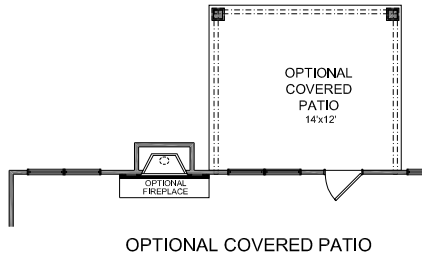 OPTIONAL
COVERED
PATIO
14'x12'
OPTIONAL
FIREPLACE
OPTIONAL COVERED PATIO